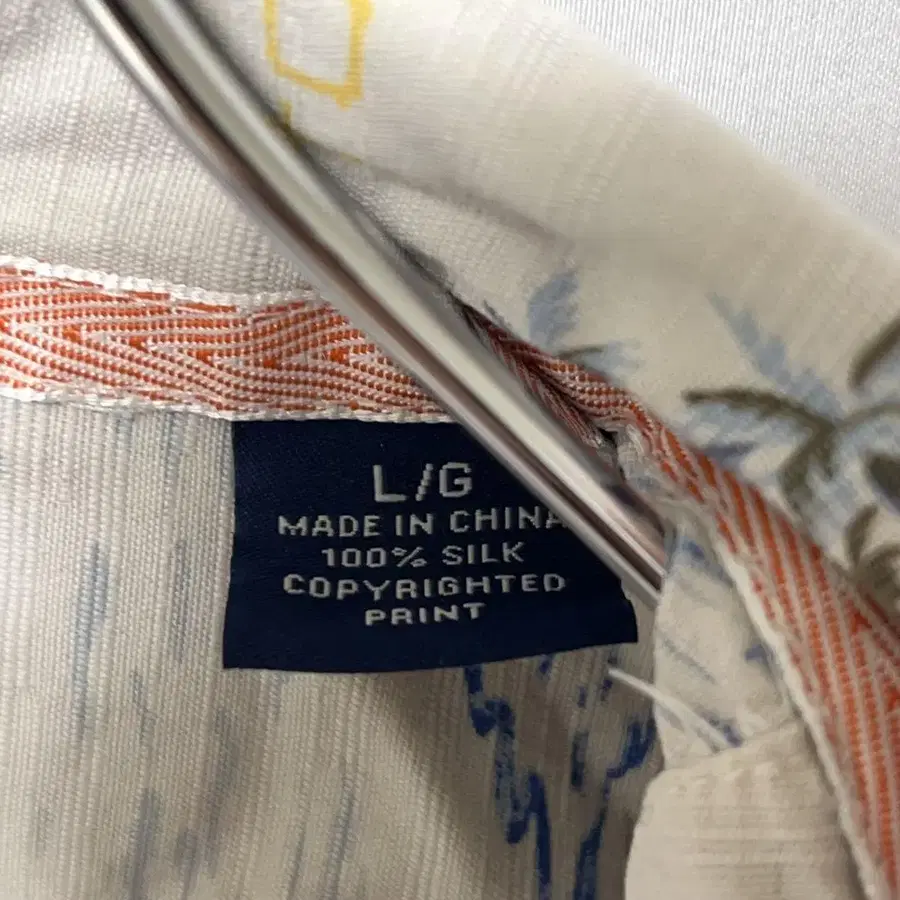 L/G
MADE IN CHINA
100% SILK
COPYRIGHTED
PRINT